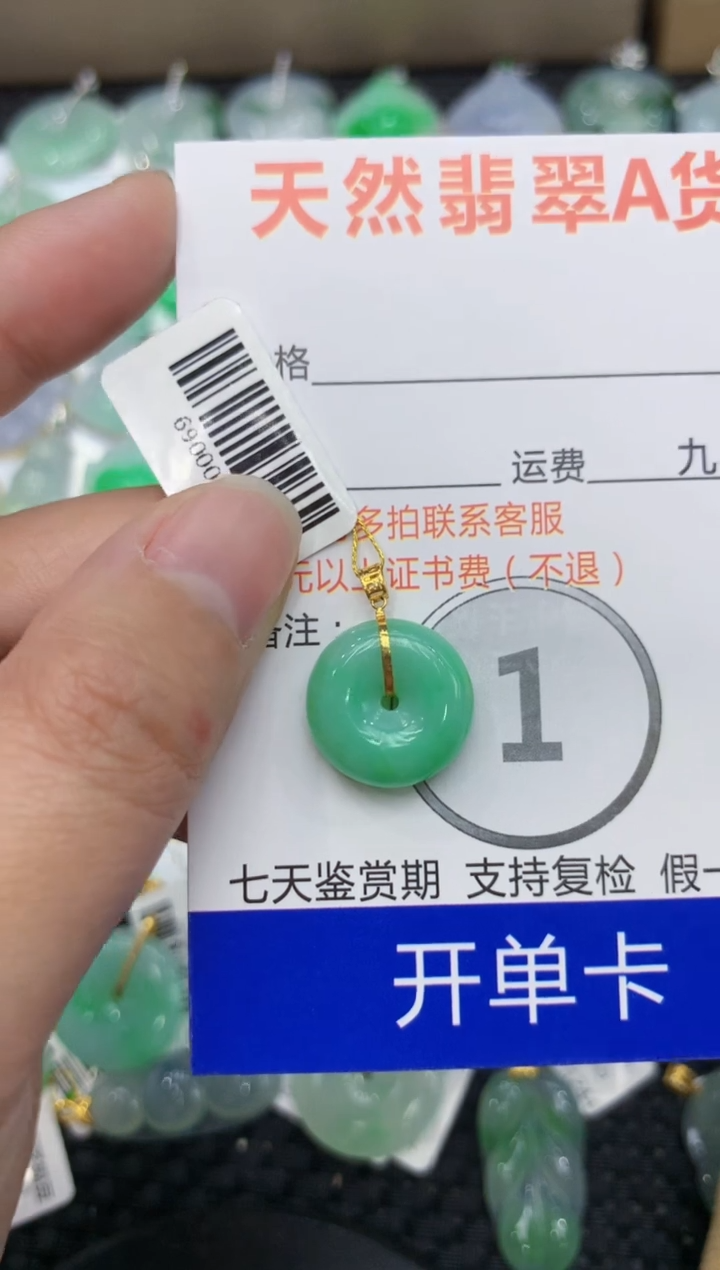 天然翡翠A货
格
69000
运费 九
多拍联系客服
元以上证书费（不退）
备注：
1
七天鉴赏期 支持复检 假一
开单卡